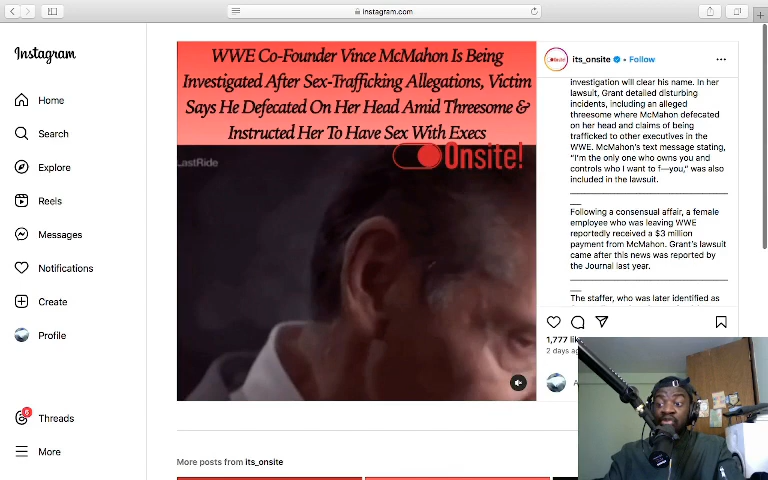 instagram.com
Instagram
Home
Search
Explore
Reels
Messages
Notifications
Create
Profile
6
Threads
More
WWE Co-Founder Vince McMahon Is Being
Investigated After Sex-Trafficking Allegations, Victim
Says He Defecated On Her Head Amid Threesome &
Instructed Her To Have Sex With Execs
LastRide
Onsite!
its_onsite • Follow
investigation will clear his name. In her
lawsuit, Grant detailed disturbing
incidents, including an alleged
threesome where McMahon defecated
on her head and claims of being
trafficked to other executives in the
WWE. McMahon's text message stating,
"I'm the only one who owns you and
controls who I want to f—you," was also
included in the lawsuit.
Following a consensual affair, a female
employee who was leaving WWE
reportedly received a $3 million
payment from McMahon. Grant's lawsuit
came after this news was reported by
the Journal last year.
The staffer, who was later identified as
1,777
2 days
More posts from its_onsite